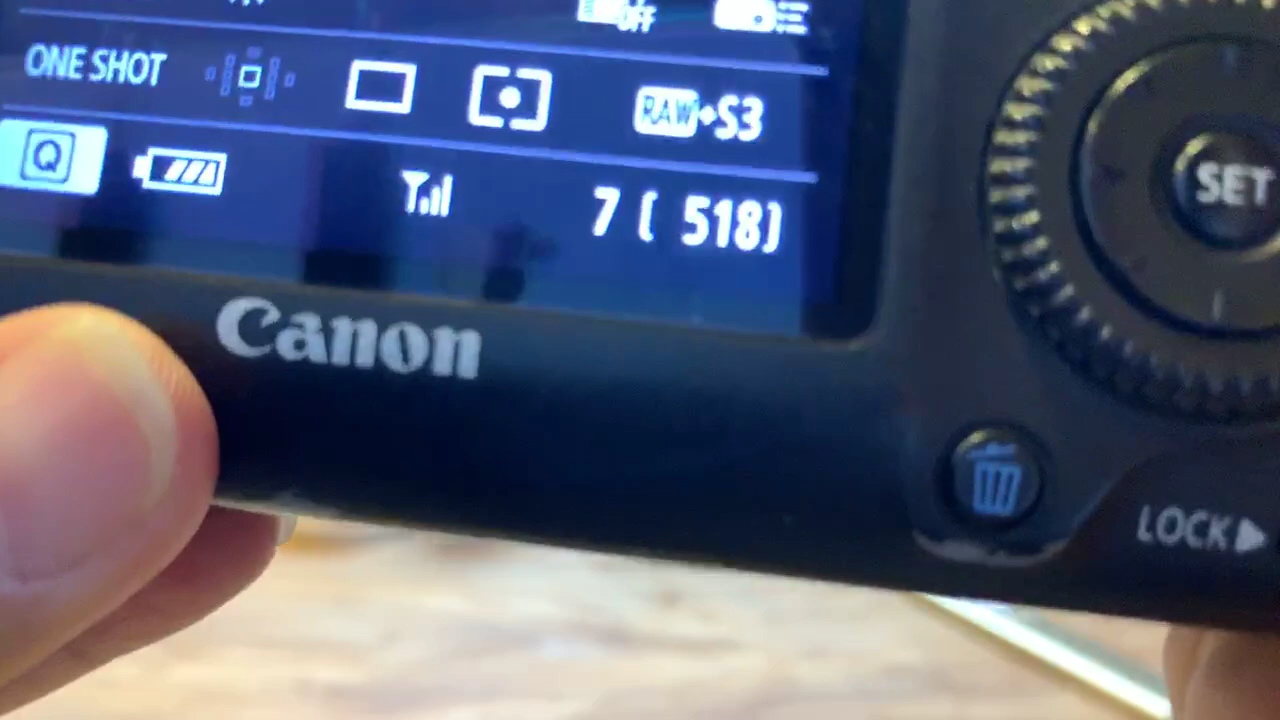 OFF
ONE SHOT RAW+S3
Q 7 [ 518]
SET
Canon
LOCK▶